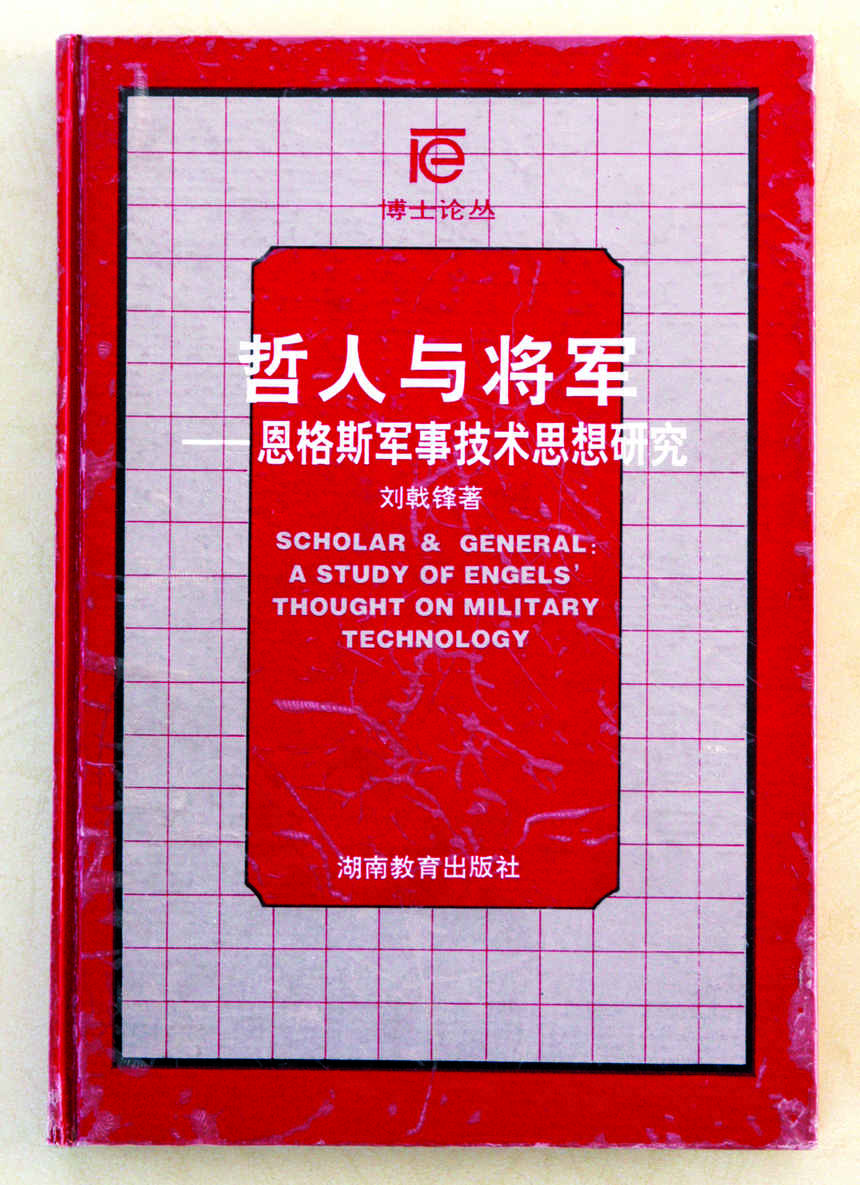 博士论丛
哲人与将军
——恩格斯军事技术思想研究
刘戟锋著
SCHOLAR & GENERAL:
A STUDY OF ENGELS'
THOUGHT ON MILITARY
TECHNOLOGY
湖南教育出版社